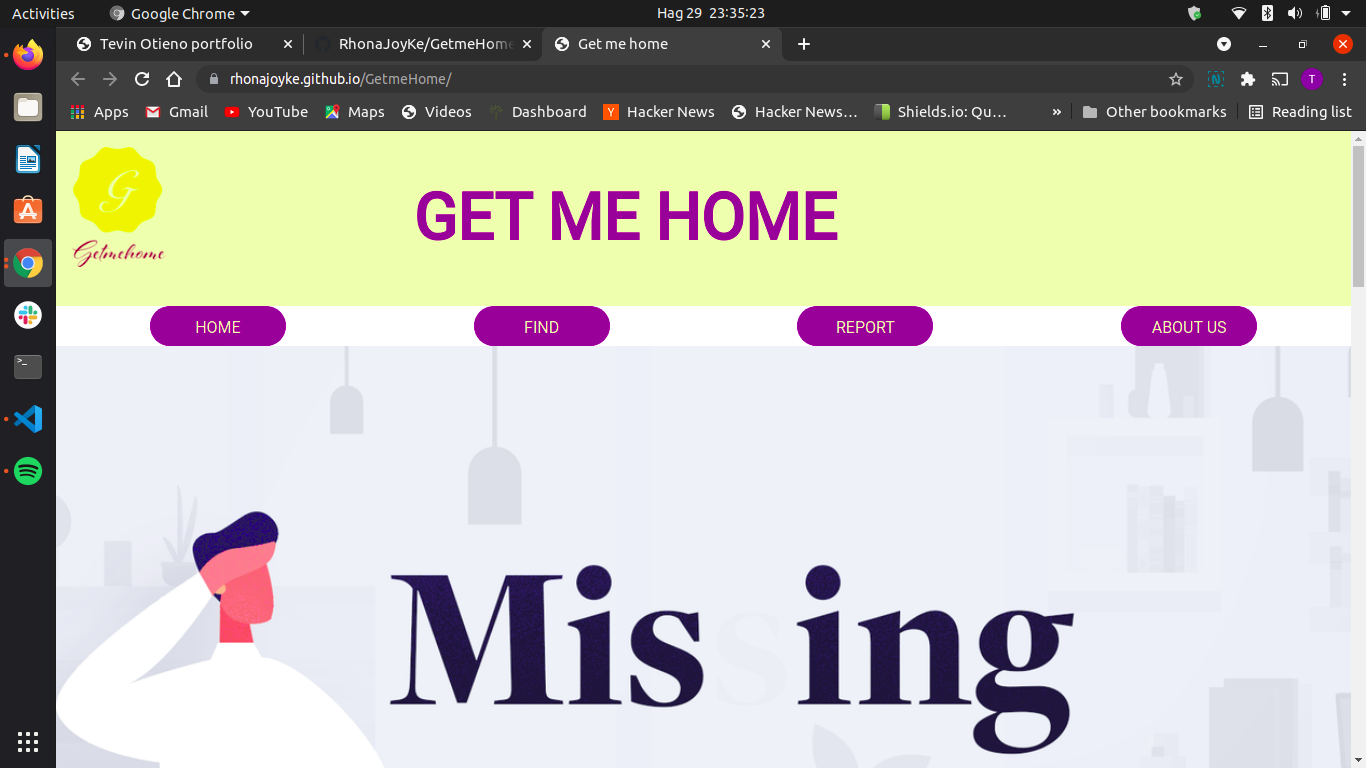 Activities Google Chrome Hag 29 23:35:23
Tevin Otieno portfolio RhonaJoyKe/GetmeHome Get me home
rhonajoyke.github.io/GetmeHome/ N T
Apps Gmail YouTube Maps Videos Dashboard Y Hacker News Hacker News… Shields.io: Qu… » Other bookmarks Reading list
G
Getmehome
GET ME HOME
HOME FIND REPORT ABOUT US
Missing